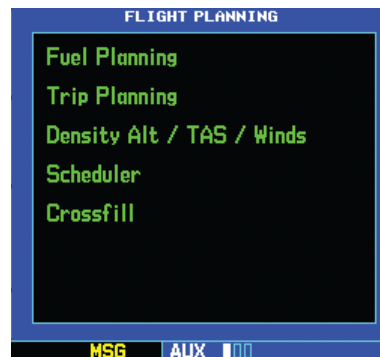 FLIGHT PLANNING
Fuel Planning
Trip Planning
Density Alt / TAS / Winds
Scheduler
Crossfill
MSG AUX